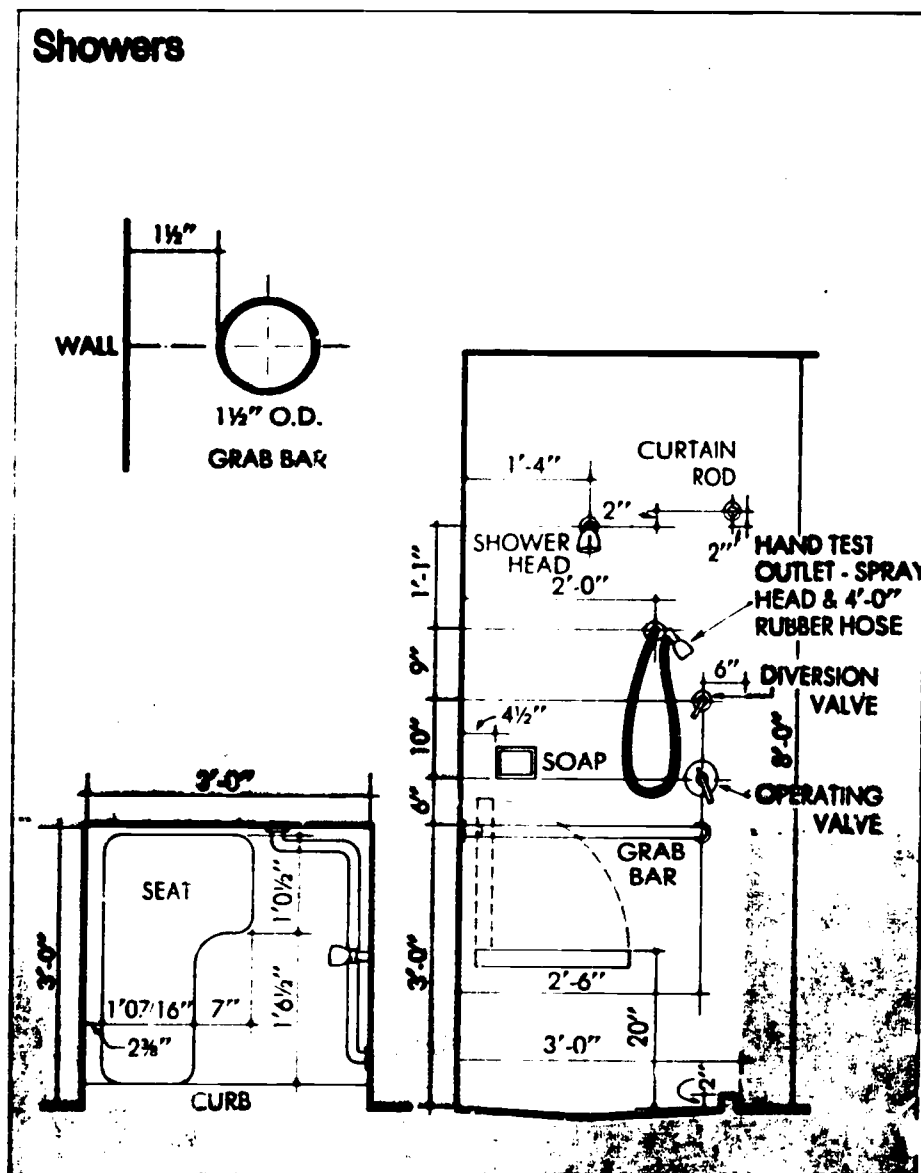 Showers
1½"
WALL
1½" O.D.
GRAB BAR
1'-4"
CURTAIN
ROD
2"
2"
SHOWER
HEAD
2'-0"
HAND TEST
OUTLET - SPRAY
HEAD & 4'-0"
RUBBER HOSE
1'-1"
9"
6"
DIVERSION
VALVE
4½"
10"
SOAP
8'-0"
6"
OPERATING
VALVE
GRAB
BAR
3'-0"
SEAT
1'0½"
3'-0"
1'07/16"
7"
1'6½"
2⅜"
CURB
3'-0"
2'-6"
20"
3'-0"